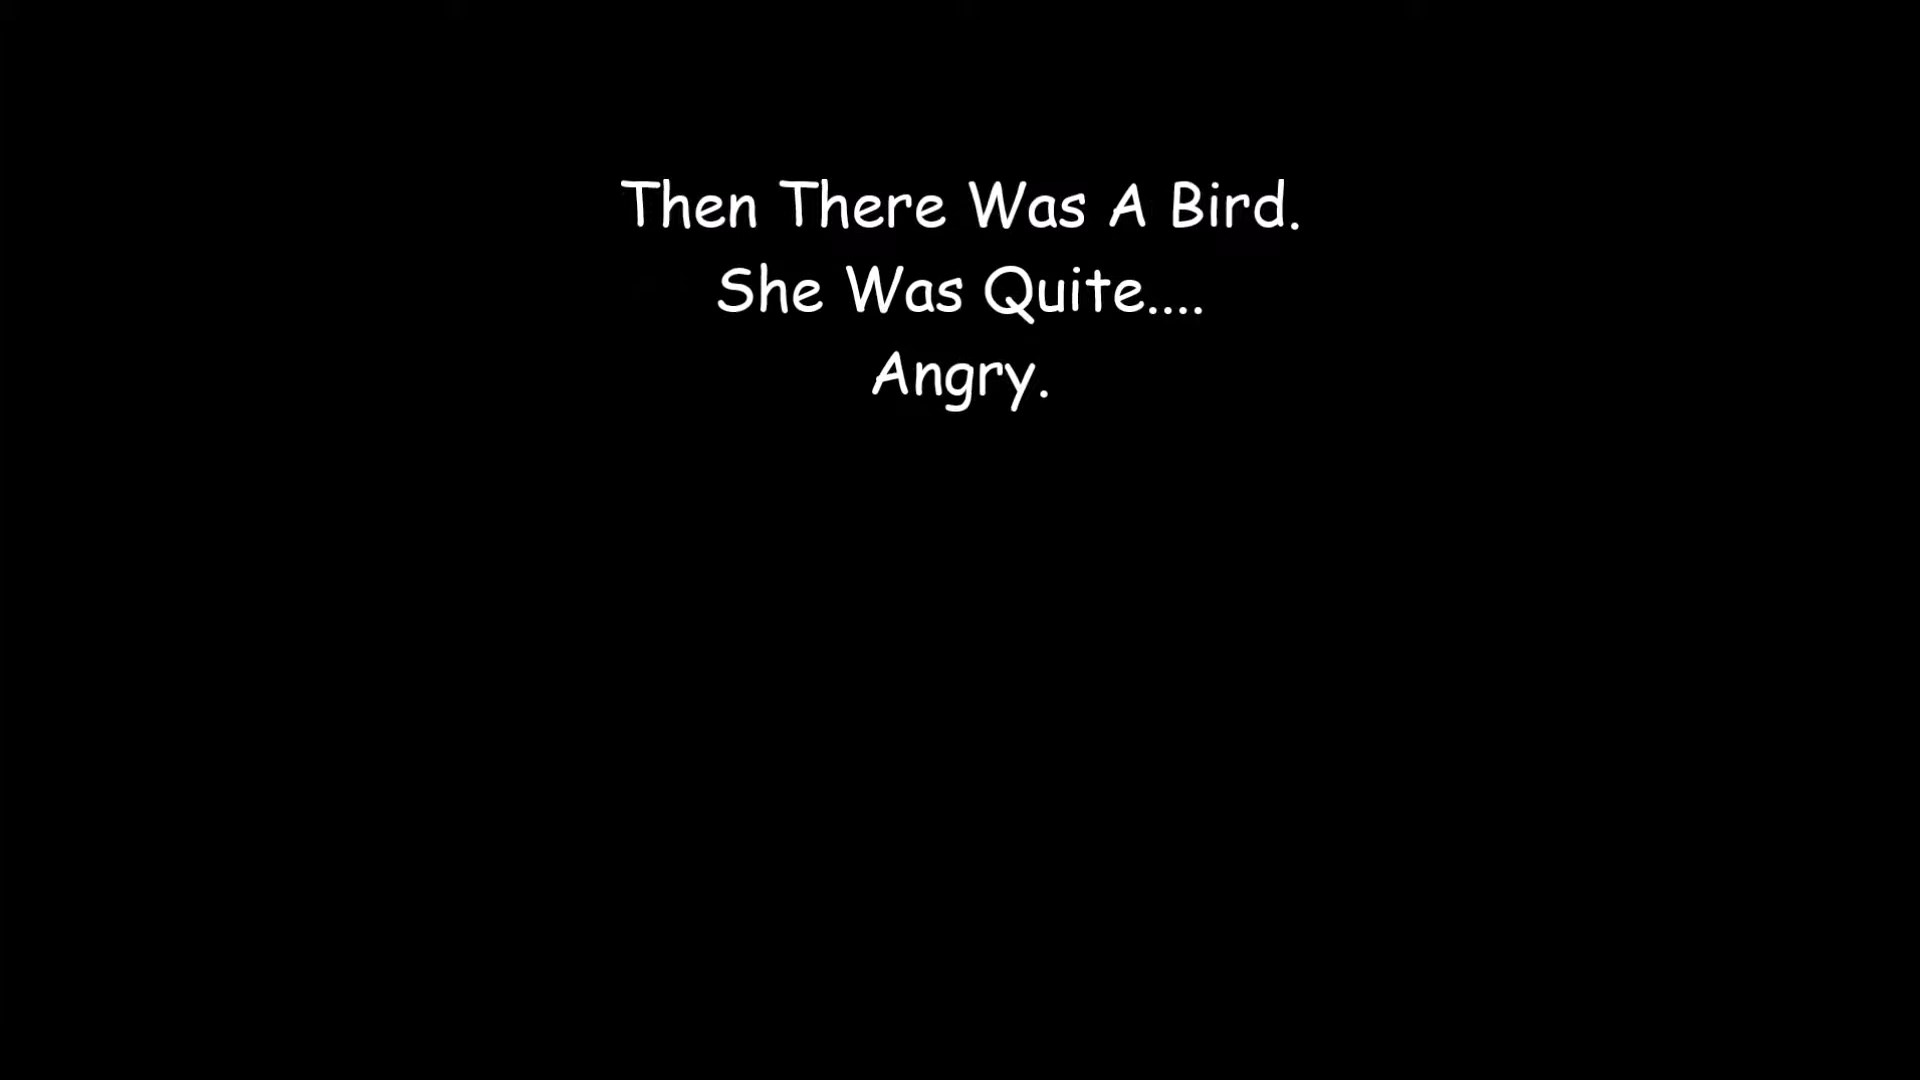 Then There Was A Bird.
She Was Quite....
Angry.